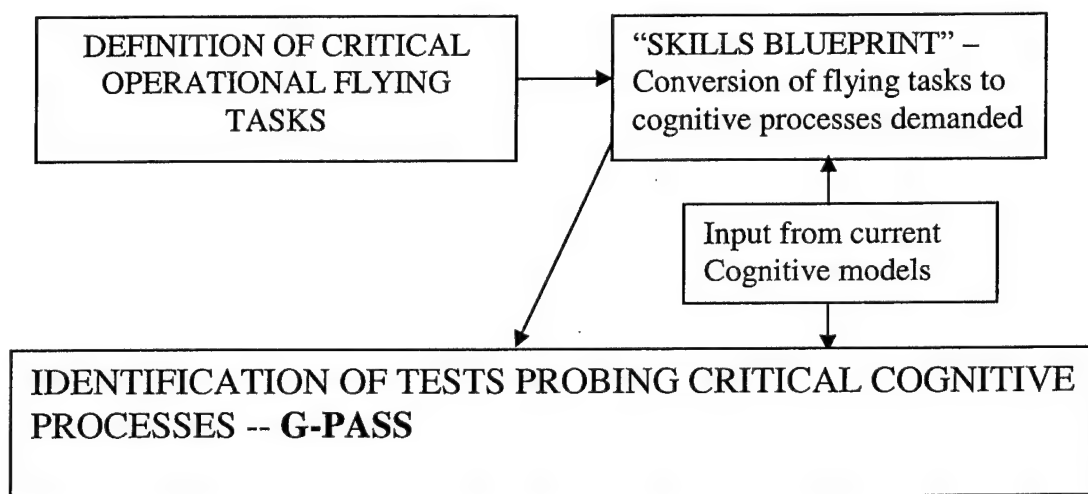 DEFINITION OF CRITICAL
OPERATIONAL FLYING
TASKS
“SKILLS BLUEPRINT” –
Conversion of flying tasks to
cognitive processes demanded
Input from current
Cognitive models
IDENTIFICATION OF TESTS PROBING CRITICAL COGNITIVE
PROCESSES -- G-PASS